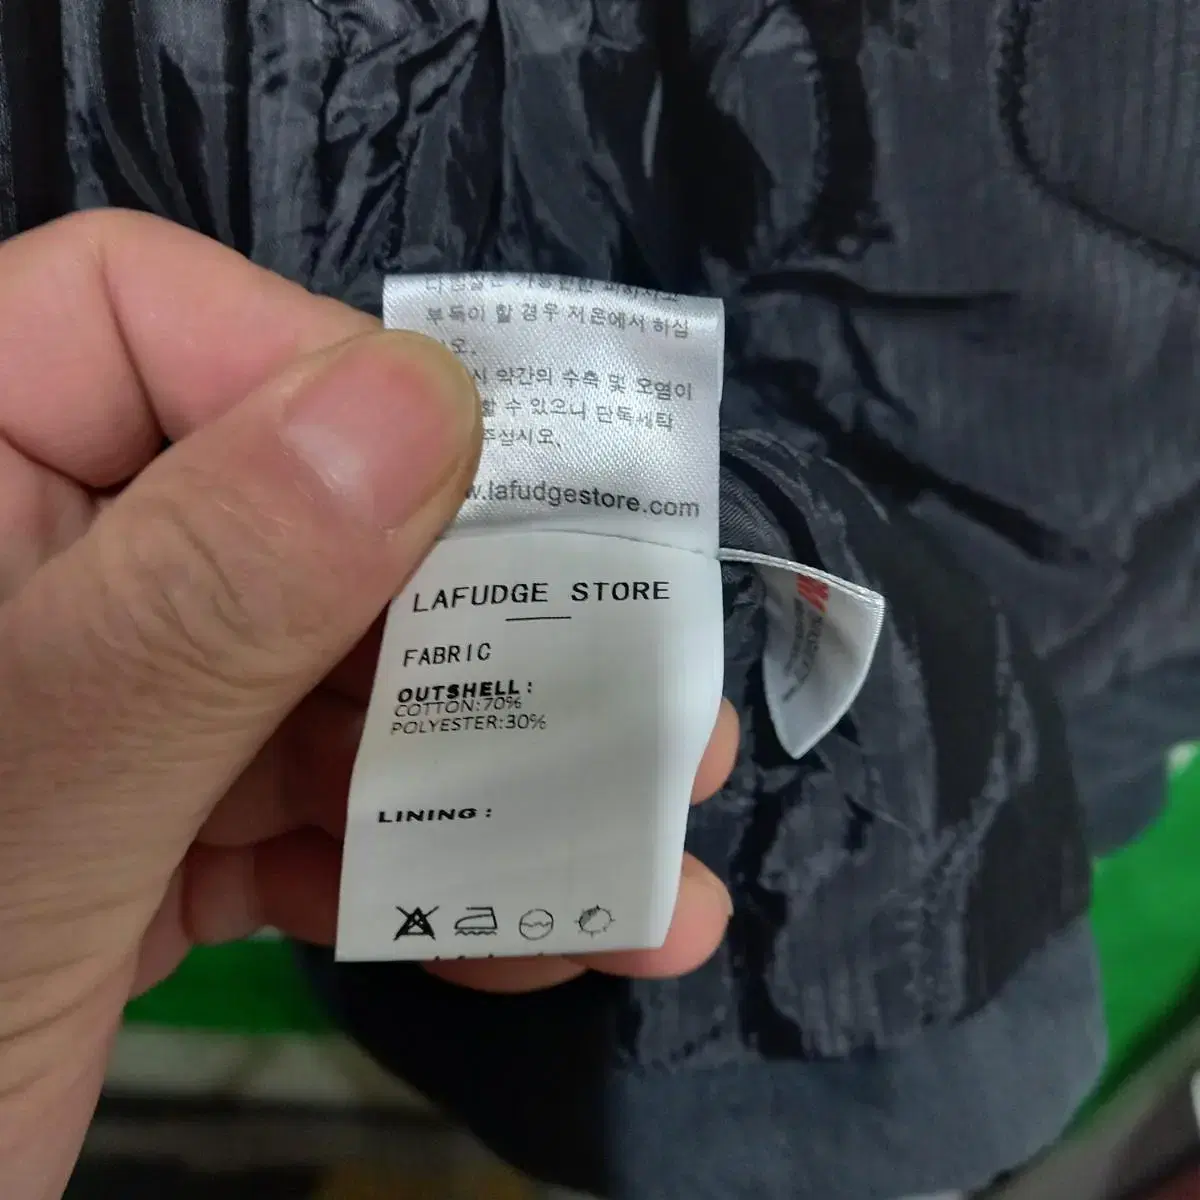 부득이 할 경우 저온에서 하십
시오.
시 약간의 수축 및 오염이
할 수 있으니 단독세탁
주십시오.
w.lafudgestore.com
LAFUDGE STORE
FABRIC
OUTSHELL:
COTTON:70%
POLYESTER:30%
LINING: